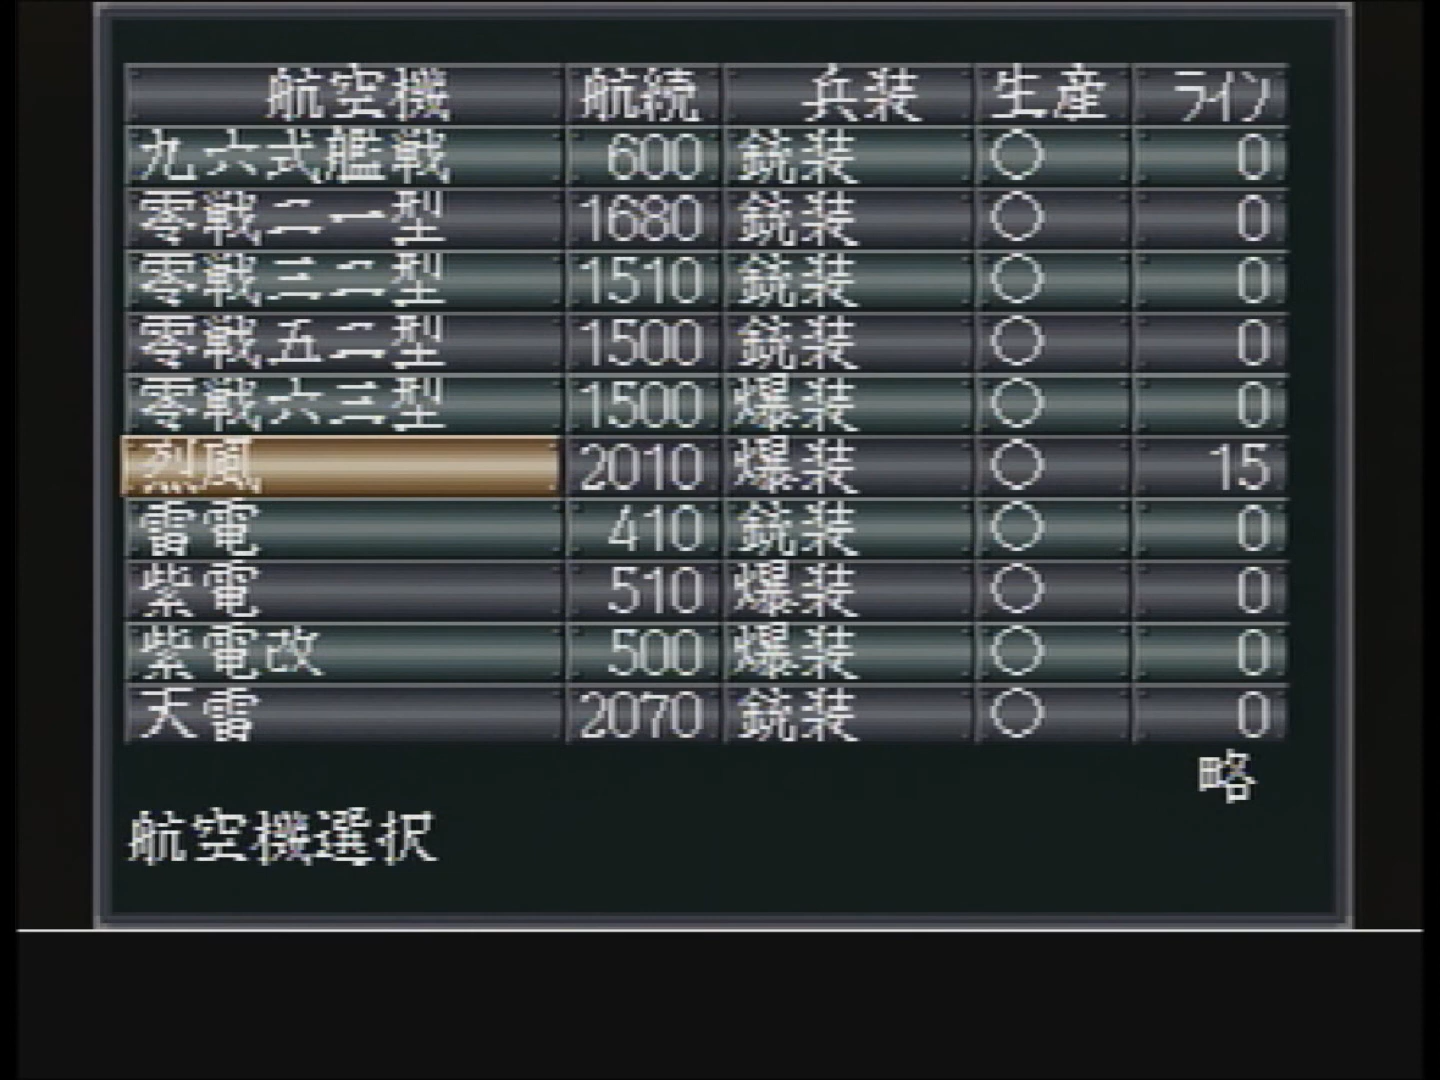 航空機 航続 兵装 生産 ライン
九六式艦戦 600 銃装 ○ 0
零戦二一型 1680 銃装 ○ 0
零戦三二型 1510 銃装 ○ 0
零戦五二型 1500 銃装 ○ 0
零戦六三型 1500 爆装 ○ 0
烈風 2010 爆装 ○ 15
雷電 410 銃装 ○ 0
紫電 510 爆装 ○ 0
紫電改 500 爆装 ○ 0
天雷 2070 銃装 ○ 0
略
航空機選択